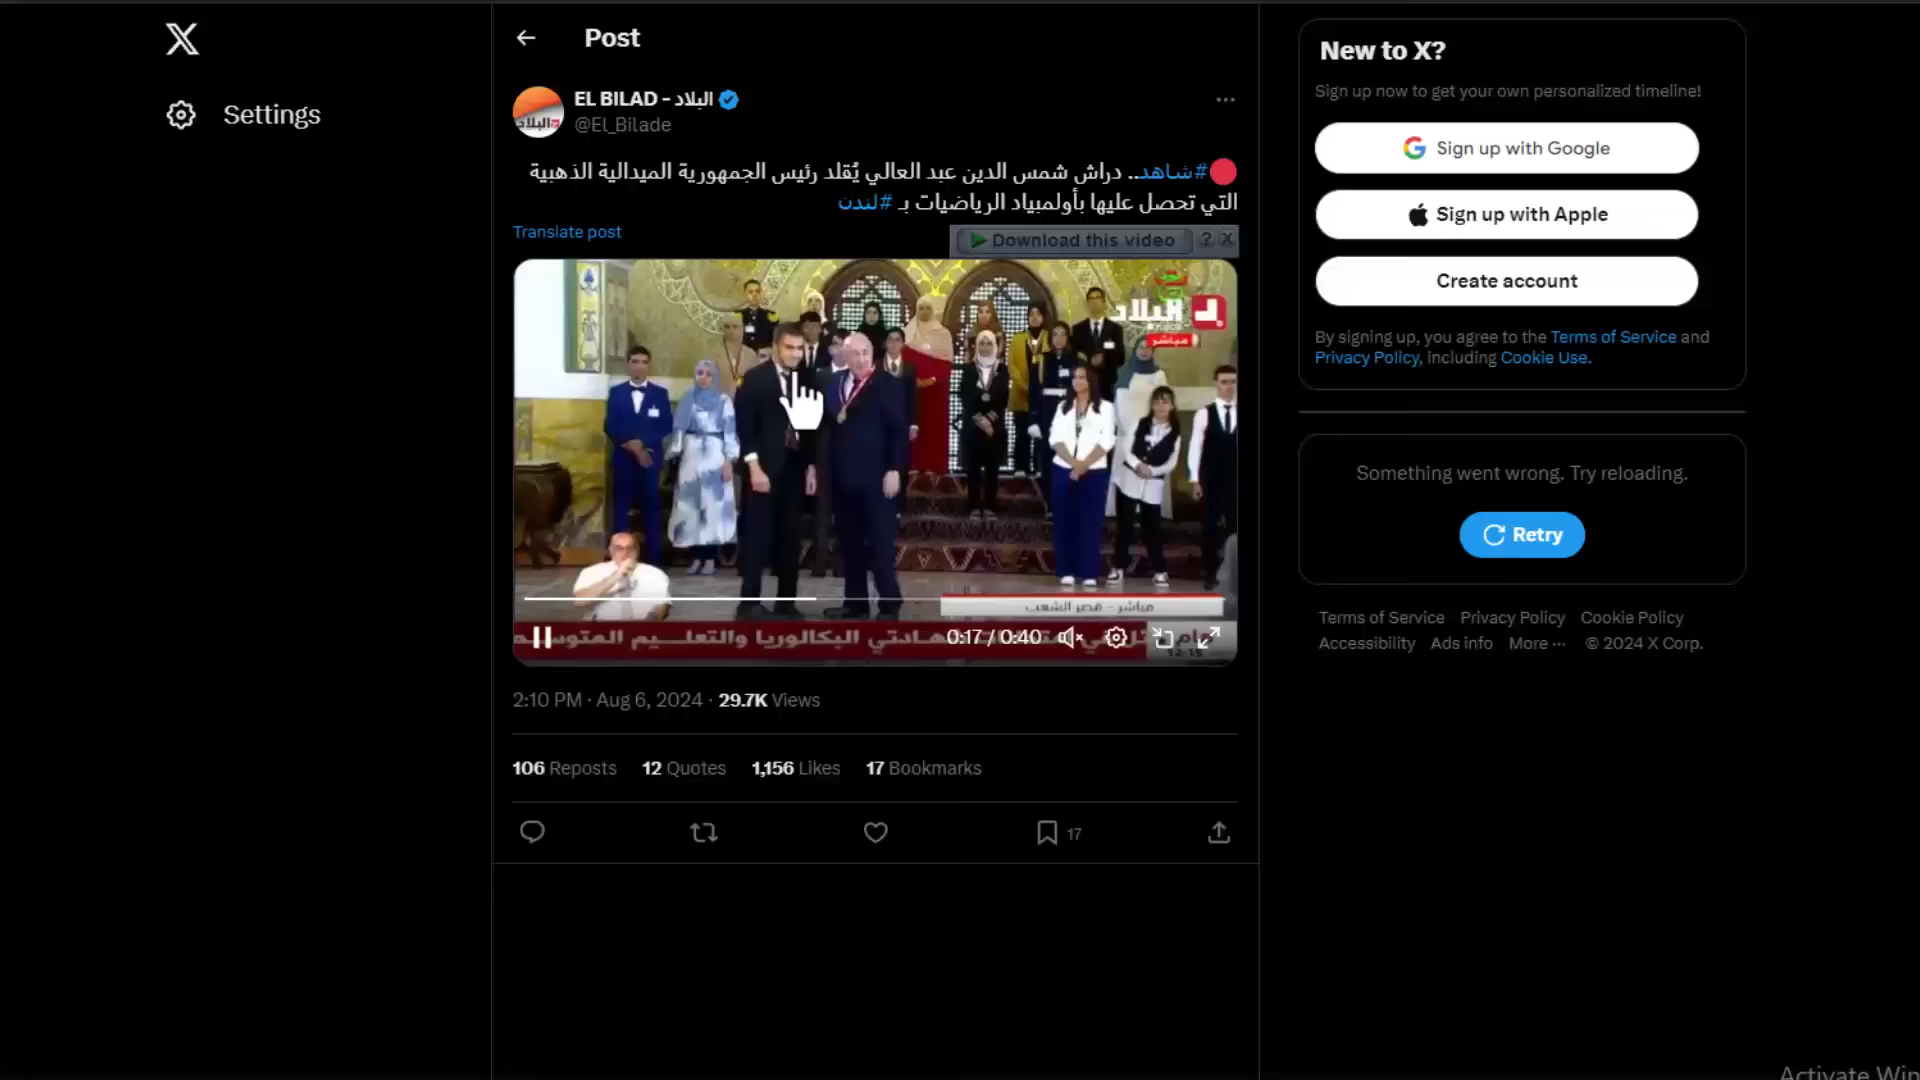 Settings
Post
EL BILAD - البلاد
@El_Bilade
#شاهد.. دراش شمس الدين عبد العالي يُقلد رئيس الجمهورية الميدالية الذهبية
التي تحصل عليها بأولمبياد الرياضيات بـ #لندن
Translate post
Download this video ? X
البلاد
مباشر
مباشر - قصر الشعب
البكالوريا والتعليم
0:17 / 0:40
12:15
2:10 PM · Aug 6, 2024 · 29.7K Views
106 Reposts 12 Quotes 1,156 Likes 17 Bookmarks
17
New to X?
Sign up now to get your own personalized timeline!
Sign up with Google
Sign up with Apple
Create account
By signing up, you agree to the Terms of Service and
Privacy Policy, including Cookie Use.
Something went wrong. Try reloading.
Retry
Terms of Service Privacy Policy Cookie Policy
Accessibility Ads info More ··· © 2024 X Corp.
Activate Win